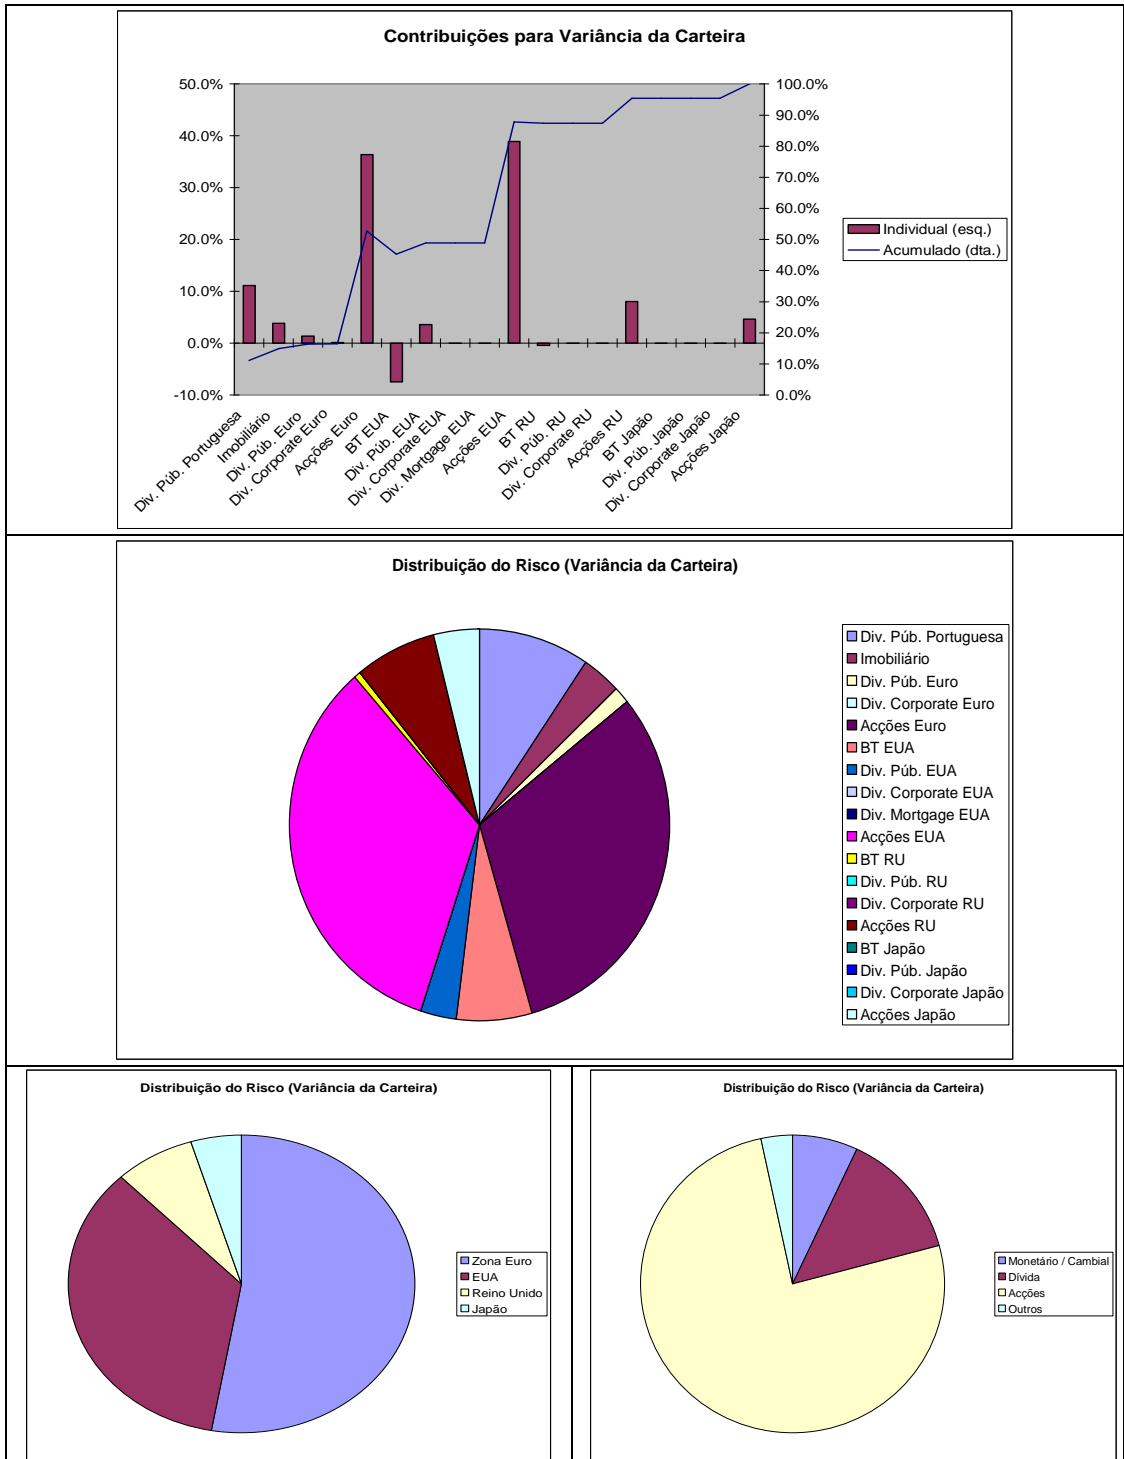 Contribuições para Variância da Carteira
50.0%
40.0%
30.0%
20.0%
10.0%
0.0%
-10.0%
100.0%
90.0%
80.0%
70.0%
60.0%
50.0%
40.0%
30.0%
20.0%
10.0%
0.0%
Div. Púb. Portuguesa
Imobiliário
Div. Púb. Euro
Div. Corporate Euro
Acções Euro
BT EUA
Div. Púb. EUA
Div. Corporate EUA
Div. Mortgage EUA
Acções EUA
BT RU
Div. Púb. RU
Div. Corporate RU
Acções RU
BT Japão
Div. Púb. Japão
Div. Corporate Japão
Acções Japão
Individual (esq.)
Acumulado (dta.)
Distribuição do Risco (Variância da Carteira)
Div. Púb. Portuguesa
Imobiliário
Div. Púb. Euro
Div. Corporate Euro
Acções Euro
BT EUA
Div. Púb. EUA
Div. Corporate EUA
Div. Mortgage EUA
Acções EUA
BT RU
Div. Púb. RU
Div. Corporate RU
Acções RU
BT Japão
Div. Púb. Japão
Div. Corporate Japão
Acções Japão
Distribuição do Risco (Variância da Carteira)
Zona Euro
EUA
Reino Unido
Japão
Distribuição do Risco (Variância da Carteira)
Monetário / Cambial
Dívida
Acções
Outros